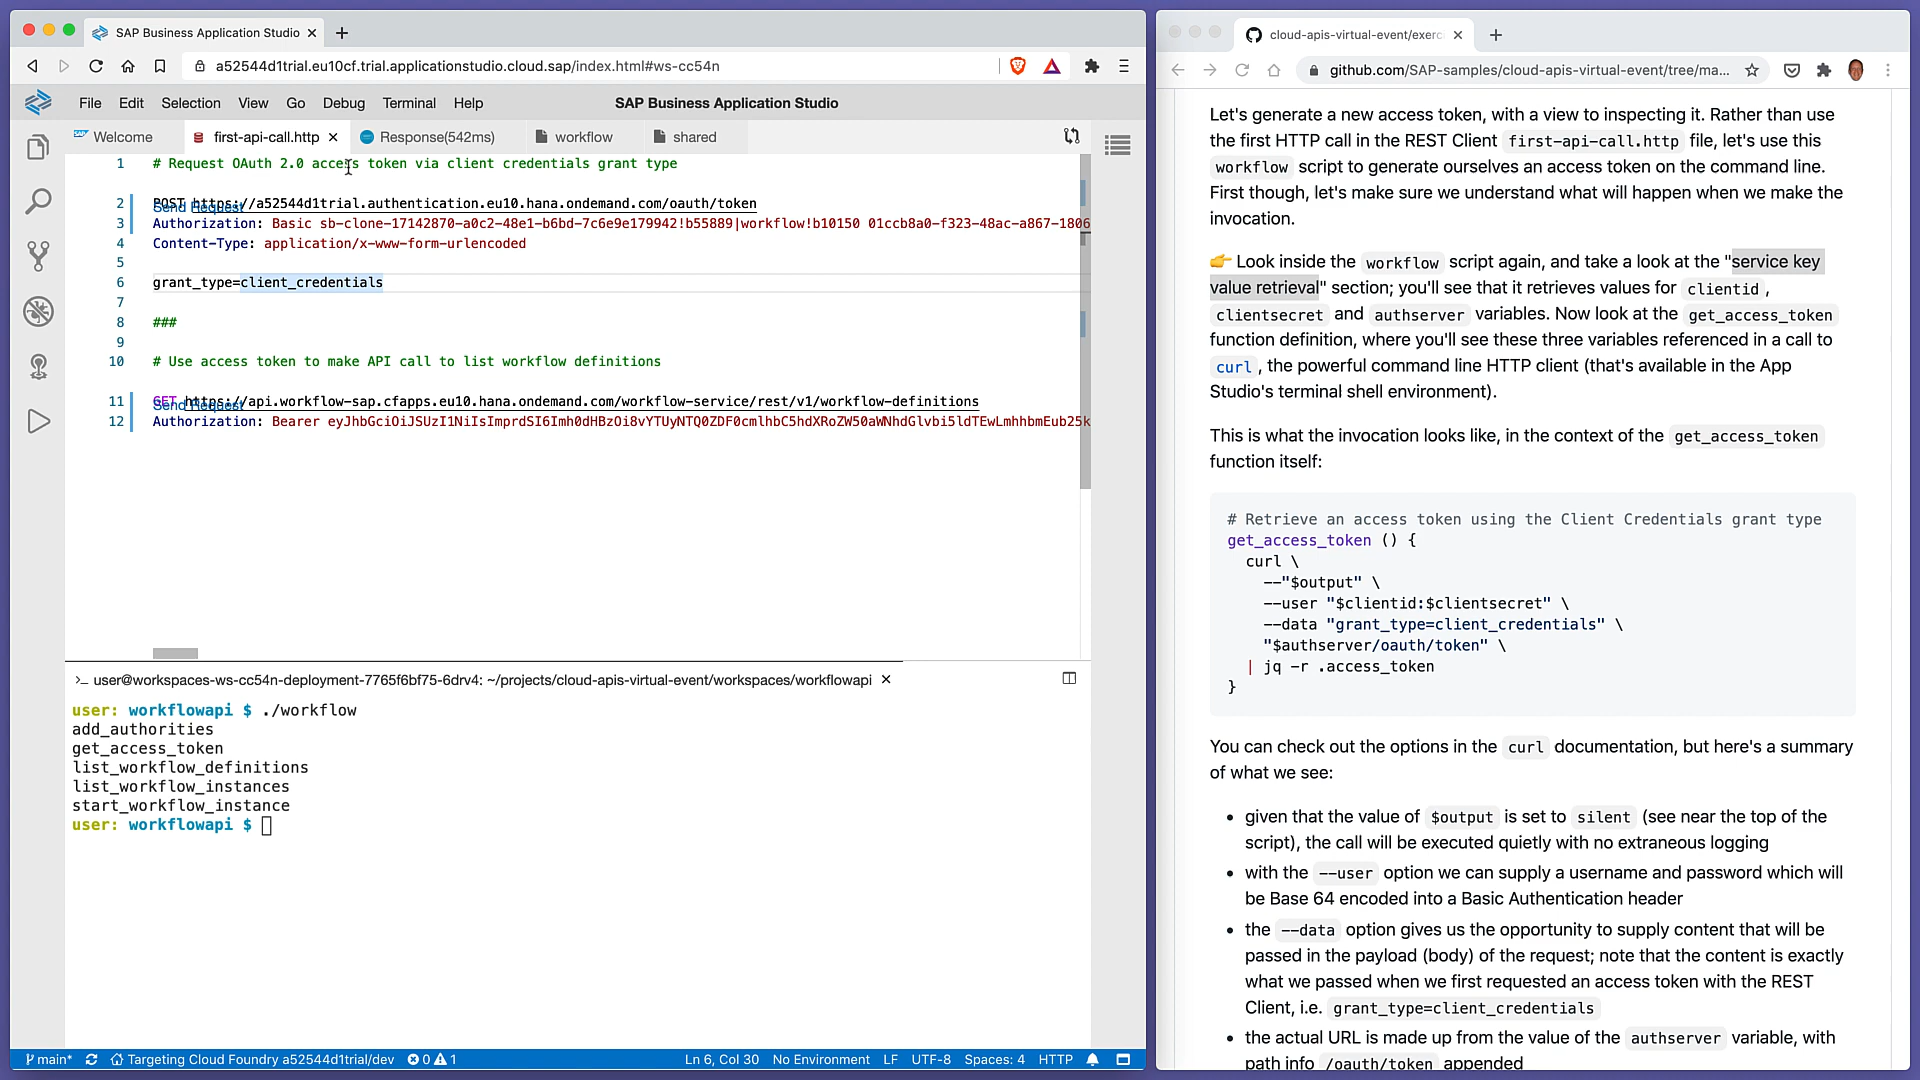 SAP Business Application Studio
a52544d1trial.eu10cf.trial.applicationstudio.cloud.sap/index.html#ws-cc54n
File Edit Selection View Go Debug Terminal Help
SAP Business Application Studio
Welcome
first-api-call.http
Response(542ms)
workflow
shared
1 # Request OAuth 2.0 access token via client credentials grant type
Send Request
2 POST https://a52544d1trial.authentication.eu10.hana.ondemand.com/oauth/token
3 Authorization: Basic sb-clone-17142870-a0c2-48e1-b6bd-7c6e9e179942!b55889|workflow!b10150 01ccb8a0-f323-48ac-a867-1806
4 Content-Type: application/x-www-form-urlencoded
5
6 grant_type=client_credentials
7
8 ###
9
10 # Use access token to make API call to list workflow definitions
Send Request
11 GET https://api.workflow-sap.cfapps.eu10.hana.ondemand.com/workflow-service/rest/v1/workflow-definitions
12 Authorization: Bearer eyJhbGciOiJSUzI1NiIsImprdSI6Imh0dHBzOi8vYTUyNTQ0ZDF0cmlhbC5hdXRoZW50aWNhdGlvbi5ldTEwLmhhbmEub25k
>_ user@workspaces-ws-cc54n-deployment-7765f6bf75-6drv4: ~/projects/cloud-apis-virtual-event/workspaces/workflowapi
user: workflowapi $ ./workflow
add_authorities
get_access_token
list_workflow_definitions
list_workflow_instances
start_workflow_instance
user: workflowapi $
main* Targeting Cloud Foundry a52544d1trial/dev 0 1 Ln 6, Col 30 No Environment LF UTF-8 Spaces: 4 HTTP
cloud-apis-virtual-event/exerc
github.com/SAP-samples/cloud-apis-virtual-event/tree/ma...
Let's generate a new access token, with a view to inspecting it. Rather than use
the first HTTP call in the REST Client first-api-call.http file, let's use this
workflow script to generate ourselves an access token on the command line.
First though, let's make sure we understand what will happen when we make the
invocation.
👉 Look inside the workflow script again, and take a look at the "service key
value retrieval" section; you'll see that it retrieves values for clientid ,
clientsecret and authserver variables. Now look at the get_access_token
function definition, where you'll see these three variables referenced in a call to
curl , the powerful command line HTTP client (that's available in the App
Studio's terminal shell environment).
This is what the invocation looks like, in the context of the get_access_token
function itself:
# Retrieve an access token using the Client Credentials grant type
get_access_token () {
curl \
--"$output" \
--user "$clientid:$clientsecret" \
--data "grant_type=client_credentials" \
"$authserver/oauth/token" \
| jq -r .access_token
}
You can check out the options in the curl documentation, but here's a summary
of what we see:
• given that the value of $output is set to silent (see near the top of the
script), the call will be executed quietly with no extraneous logging
• with the --user option we can supply a username and password which will
be Base 64 encoded into a Basic Authentication header
• the --data option gives us the opportunity to supply content that will be
passed in the payload (body) of the request; note that the content is exactly
what we passed when we first requested an access token with the REST
Client, i.e. grant_type=client_credentials
• the actual URL is made up from the value of the authserver variable, with
path info /oauth/token appended